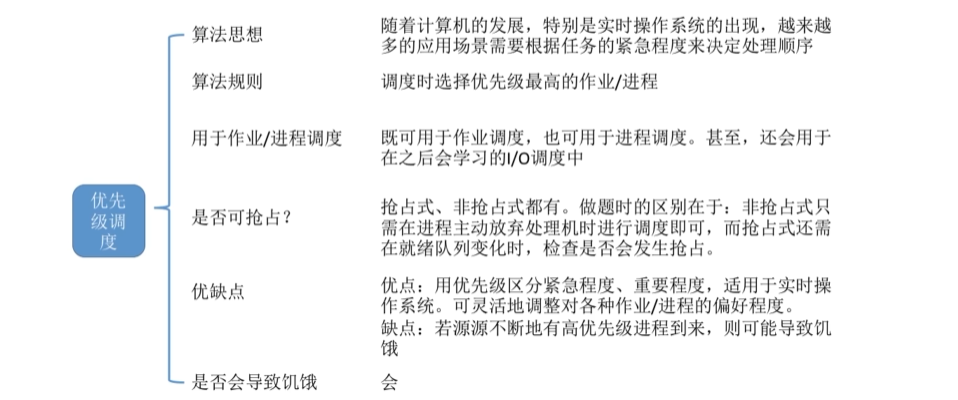 优先
级调
度
算法思想
随着计算机的发展，特别是实时操作系统的出现，越来越
多的应用场景需要根据任务的紧急程度来决定处理顺序
算法规则
调度时选择优先级最高的作业/进程
用于作业/进程调度
既可用于作业调度，也可用于进程调度。甚至，还会用于
在之后会学习的I/O调度中
是否可抢占？
抢占式、非抢占式都有。做题时的区别在于：非抢占式只
需在进程主动放弃处理机时进行调度即可，而抢占式还需
在就绪队列变化时，检查是否会发生抢占。
优缺点
优点：用优先级区分紧急程度、重要程度，适用于实时操
作系统。可灵活地调整对各种作业/进程的偏好程度。
缺点：若源源不断地有高优先级进程到来，则可能导致饥
饿
是否会导致饥饿
会